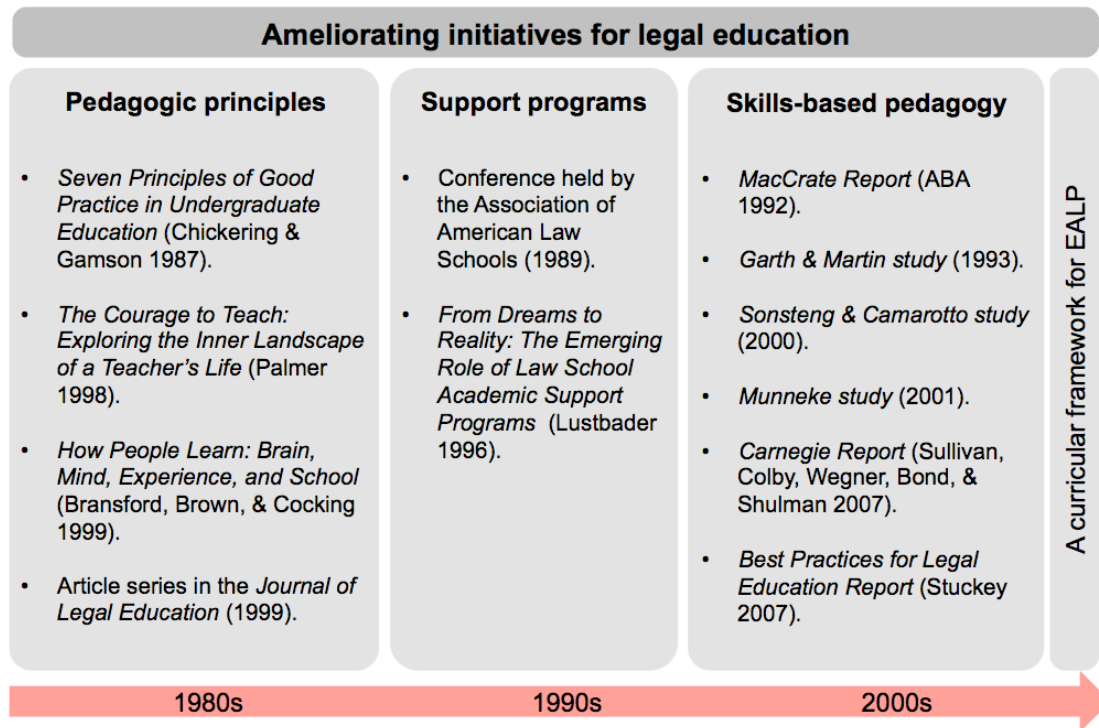 Ameliorating initiatives for legal education
Pedagogic principles
• Seven Principles of Good
Practice in Undergraduate
Education (Chickering &
Gamson 1987).
• The Courage to Teach:
Exploring the Inner Landscape
of a Teacher's Life (Palmer
1998).
• How People Learn: Brain,
Mind, Experience, and School
(Bransford, Brown, & Cocking
1999).
• Article series in the Journal of
Legal Education (1999).
Support programs
• Conference held by
the Association of
American Law
Schools (1989).
• From Dreams to
Reality: The Emerging
Role of Law School
Academic Support
Programs (Lustbader
1996).
Skills-based pedagogy
• MacCrate Report (ABA
1992).
• Garth & Martin study (1993).
• Sonsteng & Camarotto study
(2000).
• Munneke study (2001).
• Carnegie Report (Sullivan,
Colby, Wegner, Bond, &
Shulman 2007).
• Best Practices for Legal
Education Report (Stuckey
2007).
A curricular framework for EALP
1980s
1990s
2000s